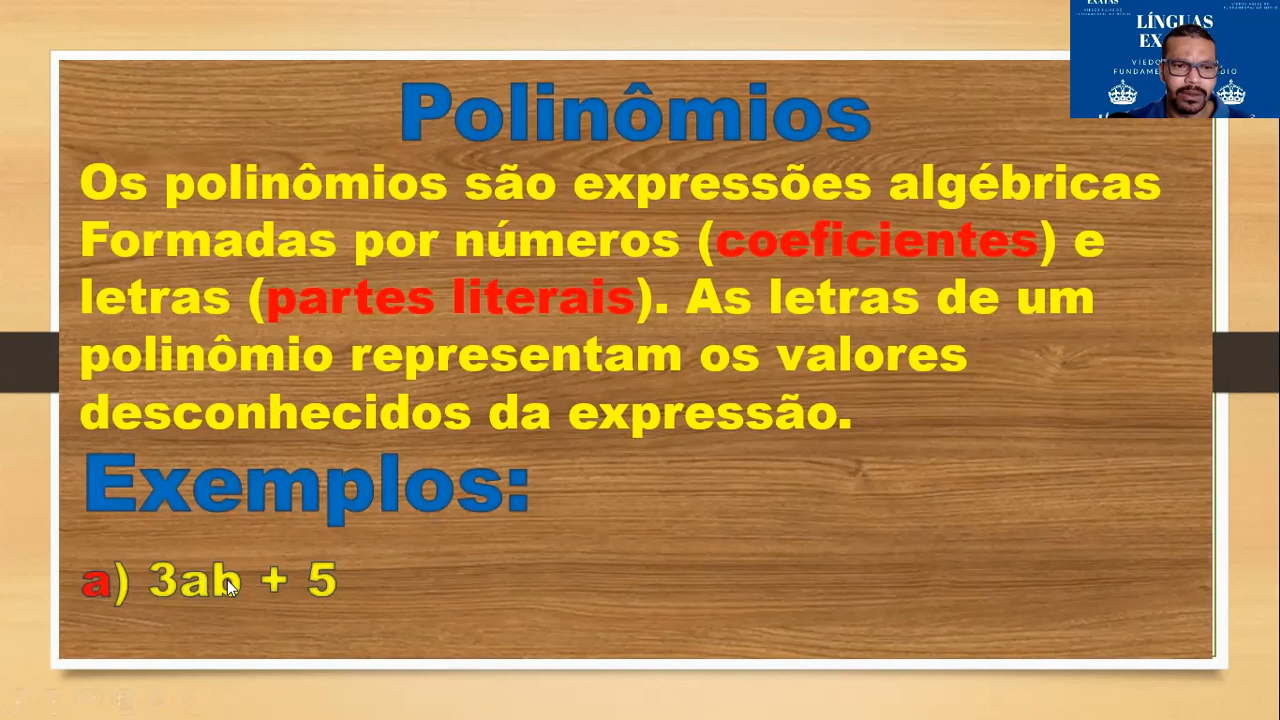 LÍNGUAS
Polinômios
Os polinômios são expressões algébricas
Formadas por números (coeficientes) e
letras (partes literais). As letras de um
polinômio representam os valores
desconhecidos da expressão.
Exemplos:
a) 3ab + 5